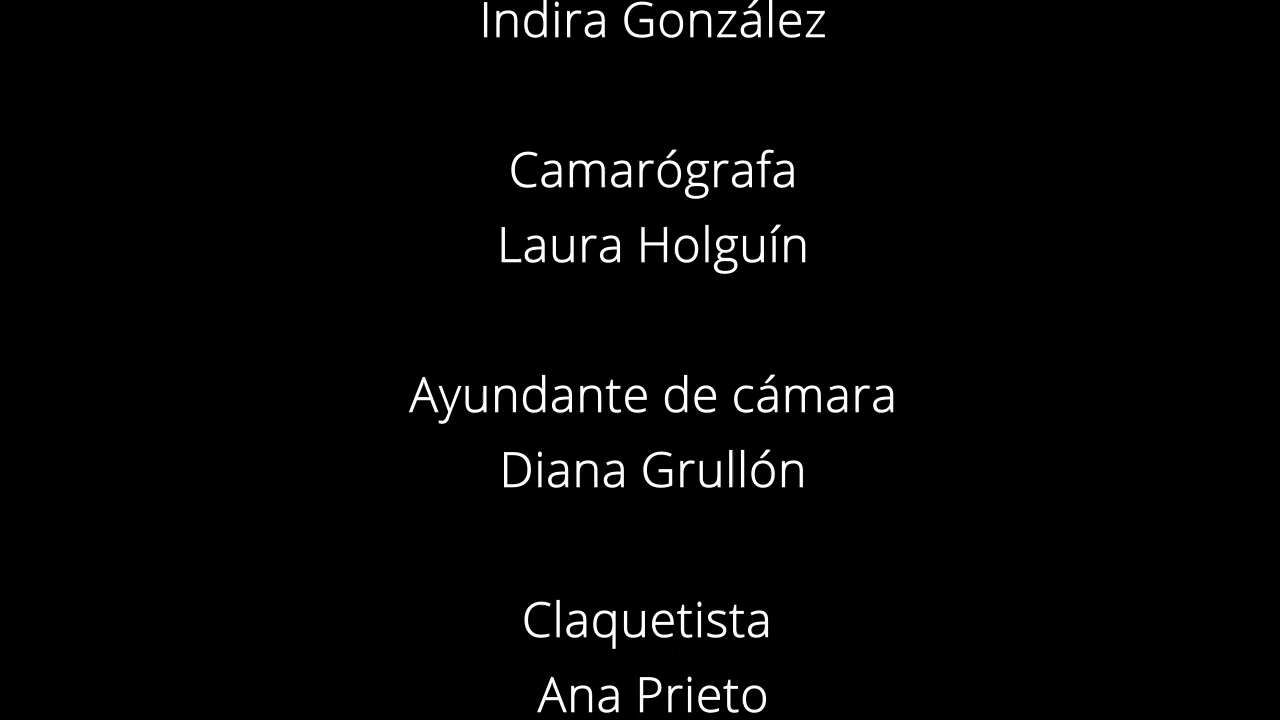 Indira González
Camarógrafa
Laura Holguín
Ayundante de cámara
Diana Grullón
Claquetista
Ana Prieto